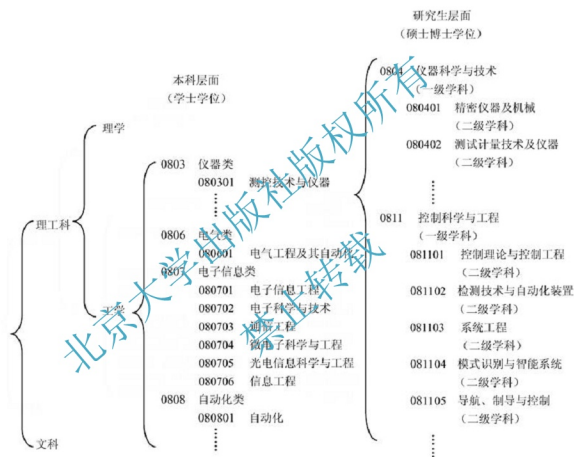 研究生层面
（硕士博士学位）
本科层面
（学士学位）
0804 仪器科学与技术
（一级学科）
080401 精密仪器及机械
（二级学科）
080402 测试计量技术及仪器
（二级学科）
理学
0803 仪器类
080301 测控技术与仪器
理工科
0811 控制科学与工程
（一级学科）
0806 电气类
080601 电气工程及其自动化
0807 电子信息类
081101 控制理论与控制工程
（二级学科）
080701 电子信息工程
081102 检测技术与自动化装置
（二级学科）
工学
080702 电子科学与技术
080703 通信工程
081103 系统工程
（二级学科）
080704 微电子科学与工程
080705 光电信息科学与工程
081104 模式识别与智能系统
（二级学科）
080706 信息工程
0808 自动化类
081105 导航、制导与控制
（二级学科）
080801 自动化
文科
北京大学出版社版权所有
禁止转载